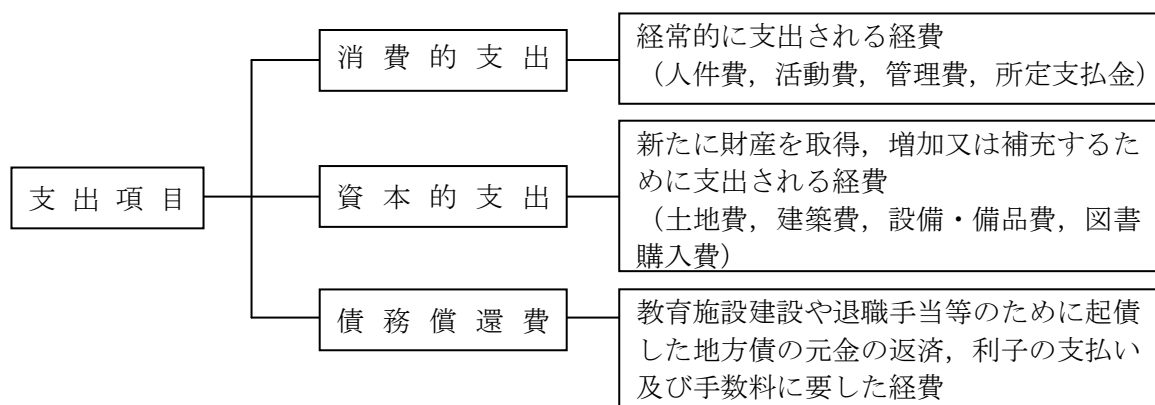 支出項目
消費的支出
経常的に支出される経費
（人件費，活動費，管理費，所定支払金）
資本的支出
新たに財産を取得，増加又は補充するた
めに支出される経費
（土地費，建築費，設備・備品費，図書
購入費）
債務償還費
教育施設建設や退職手当等のために起債
した地方債の元金の返済，利子の支払い
及び手数料に要した経費